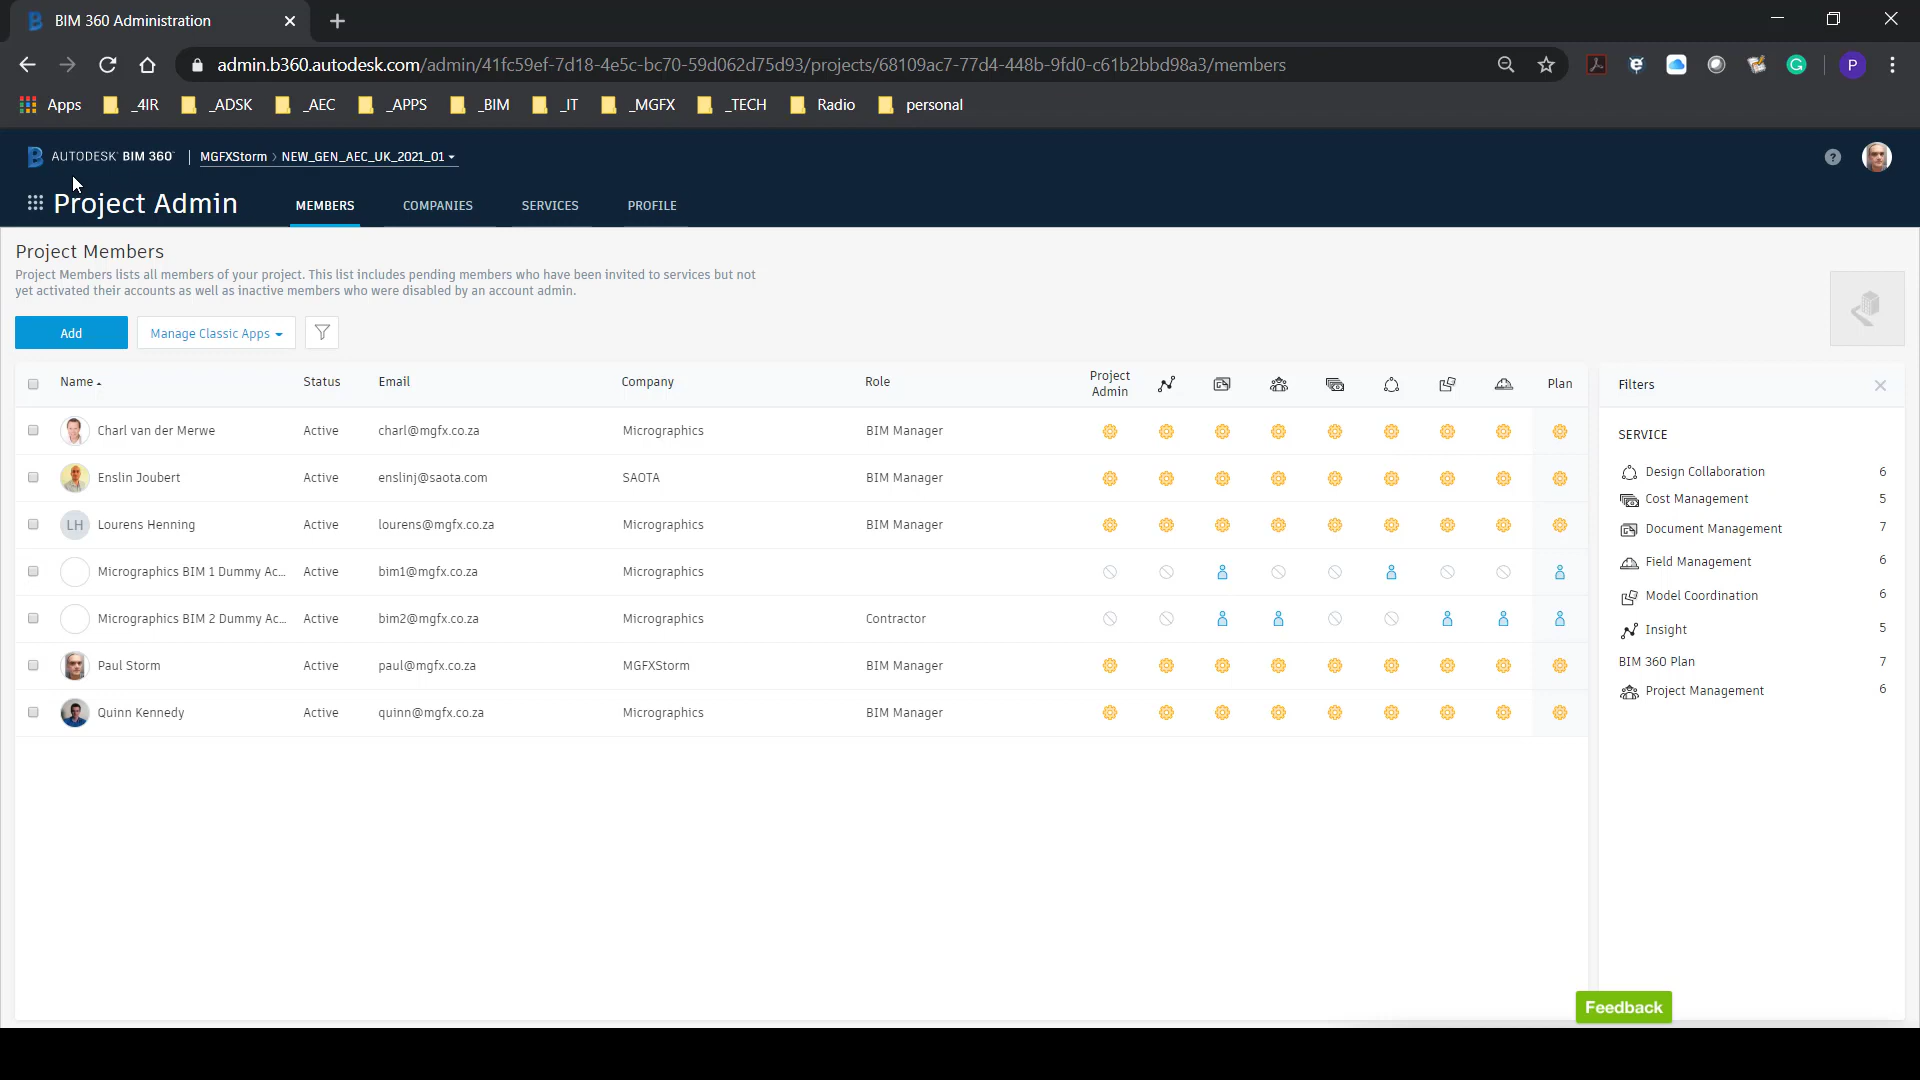 BIM 360 Administration
admin.b360.autodesk.com/admin/41fc59ef-7d18-4e5c-bc70-59d062d75d93/projects/68109ac7-77d4-448b-9fd0-c61b2bbd98a3/members
P
Apps _4IR _ADSK _AEC _APPS _BIM _IT _MGFX _TECH Radio personal
AUTODESK BIM 360 MGFXStorm > NEW_GEN_AEC_UK_2021_01
Project Admin MEMBERS COMPANIES SERVICES PROFILE
Project Members
Project Members lists all members of your project. This list includes pending members who have been invited to services but not
yet activated their accounts as well as inactive members who were disabled by an account admin.
Add Manage Classic Apps
Name Status Email Company Role Project Admin Plan
Charl van der Merwe Active charl@mgfx.co.za Micrographics BIM Manager
Enslin Joubert Active enslinj@saota.com SAOTA BIM Manager
LH Lourens Henning Active lourens@mgfx.co.za Micrographics BIM Manager
Micrographics BIM 1 Dummy Ac... Active bim1@mgfx.co.za Micrographics
Micrographics BIM 2 Dummy Ac... Active bim2@mgfx.co.za Micrographics Contractor
Paul Storm Active paul@mgfx.co.za MGFXStorm BIM Manager
Quinn Kennedy Active quinn@mgfx.co.za Micrographics BIM Manager
Filters
SERVICE
Design Collaboration 6
Cost Management 5
Document Management 7
Field Management 6
Model Coordination 6
Insight 5
BIM 360 Plan 7
Project Management 6
Feedback